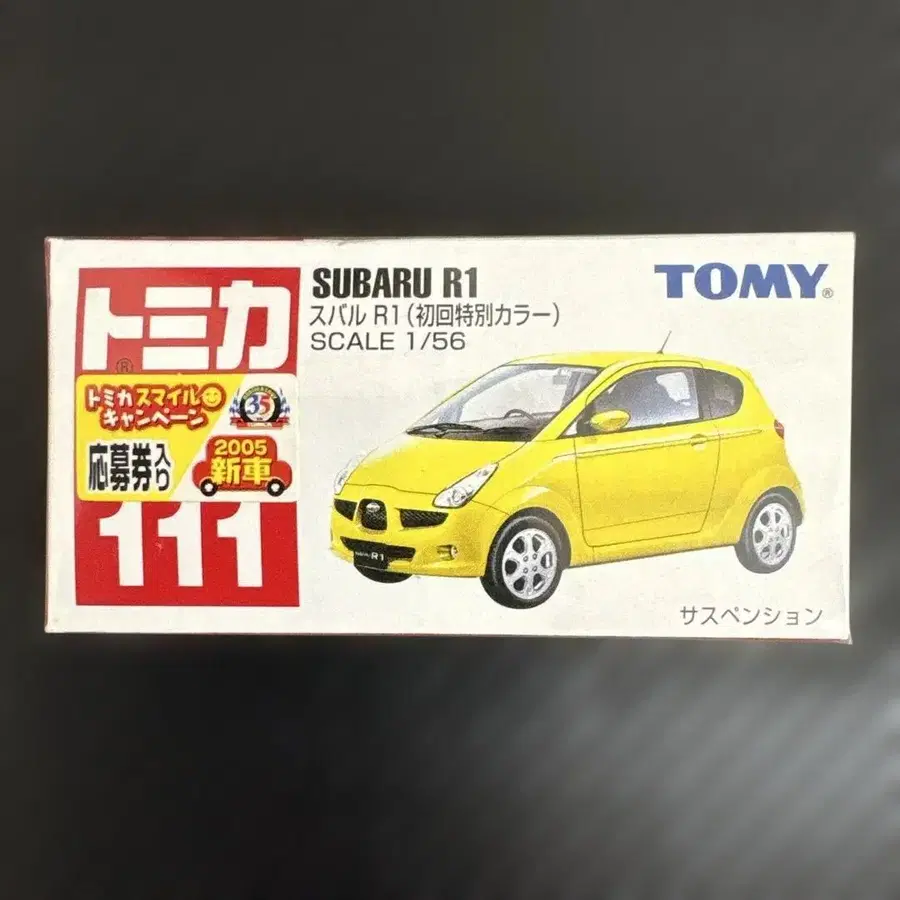 トミカ®
SUBARU R1
スバル R1(初回特別カラー)
SCALE 1/56
TOMY®
トミカスマイル
キャンペーン
35
応募券入り
2005
新車
111
SUBARU R1
サスペンション